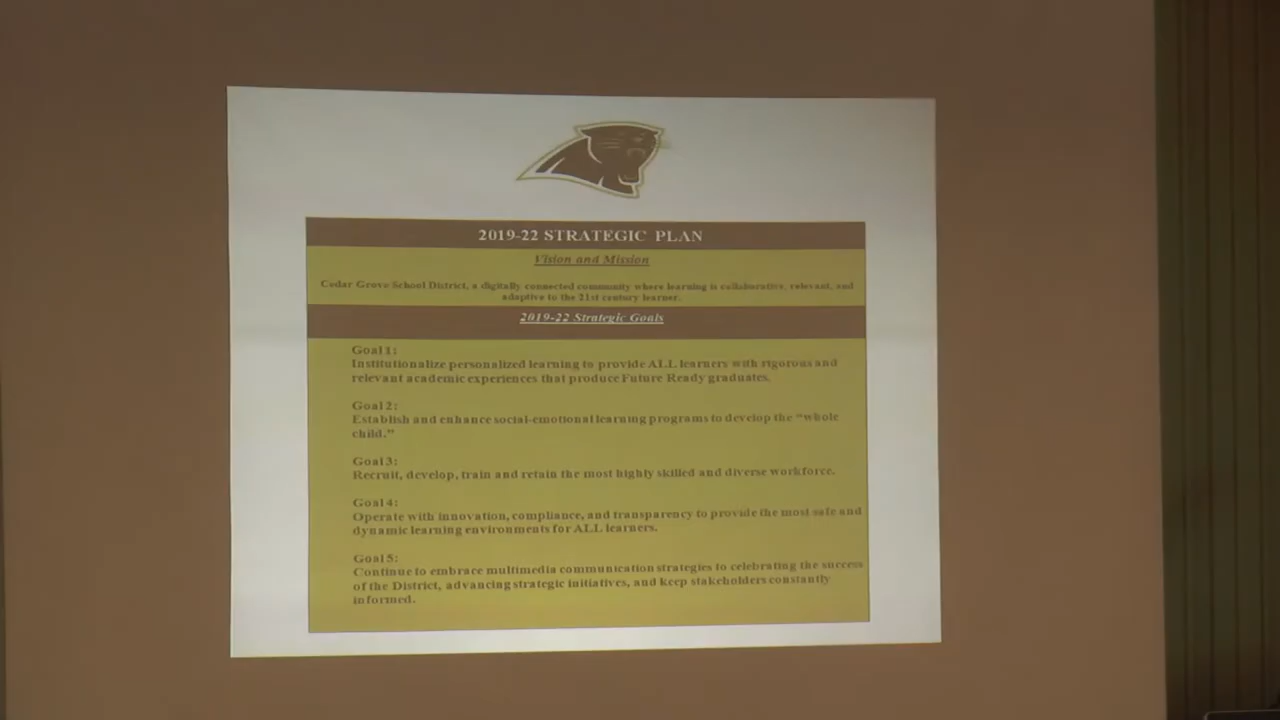 2019-22 STRATEGIC PLAN
Vision and Mission
Cedar Grove School District, a digitally connected community where learning is collaborative, relevant, and
adaptive to the 21st century learner.
2019-22 Strategic Goals
Goal 1:
Institutionalize personalized learning to provide ALL learners with rigorous and
relevant academic experiences that produce Future Ready graduates.
Goal 2:
Establish and enhance social-emotional learning programs to develop the “whole
child.”
Goal 3:
Recruit, develop, train and retain the most highly skilled and diverse workforce.
Goal 4:
Operate with innovation, compliance, and transparency to provide the most safe and
dynamic learning environments for ALL learners.
Goal 5:
Continue to embrace multimedia communication strategies to celebrating the success
of the District, advancing strategic initiatives, and keep stakeholders constantly
informed.